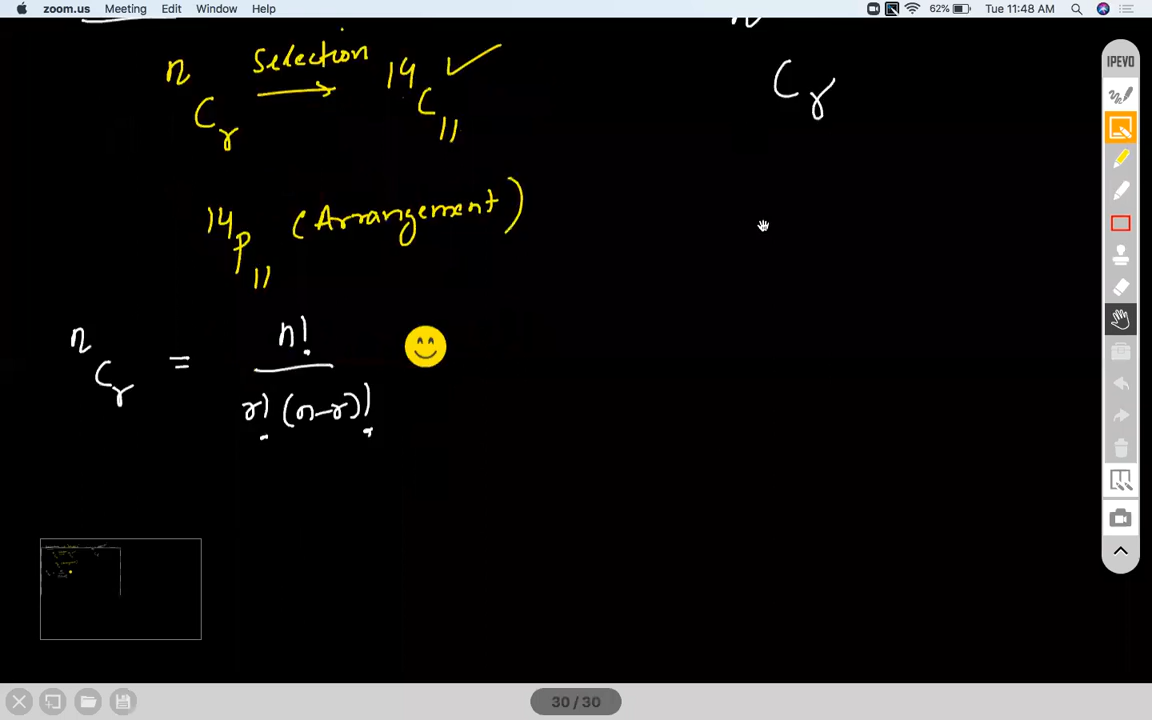 zoom.us Meeting Edit Window Help 62% Tue 11:48 AM
IPEVO
n C r Selection → 14 C 11 ✓
n C r
14 P 11 (Arrangement)
n C r = n! / r! (n-r)!
30 / 30